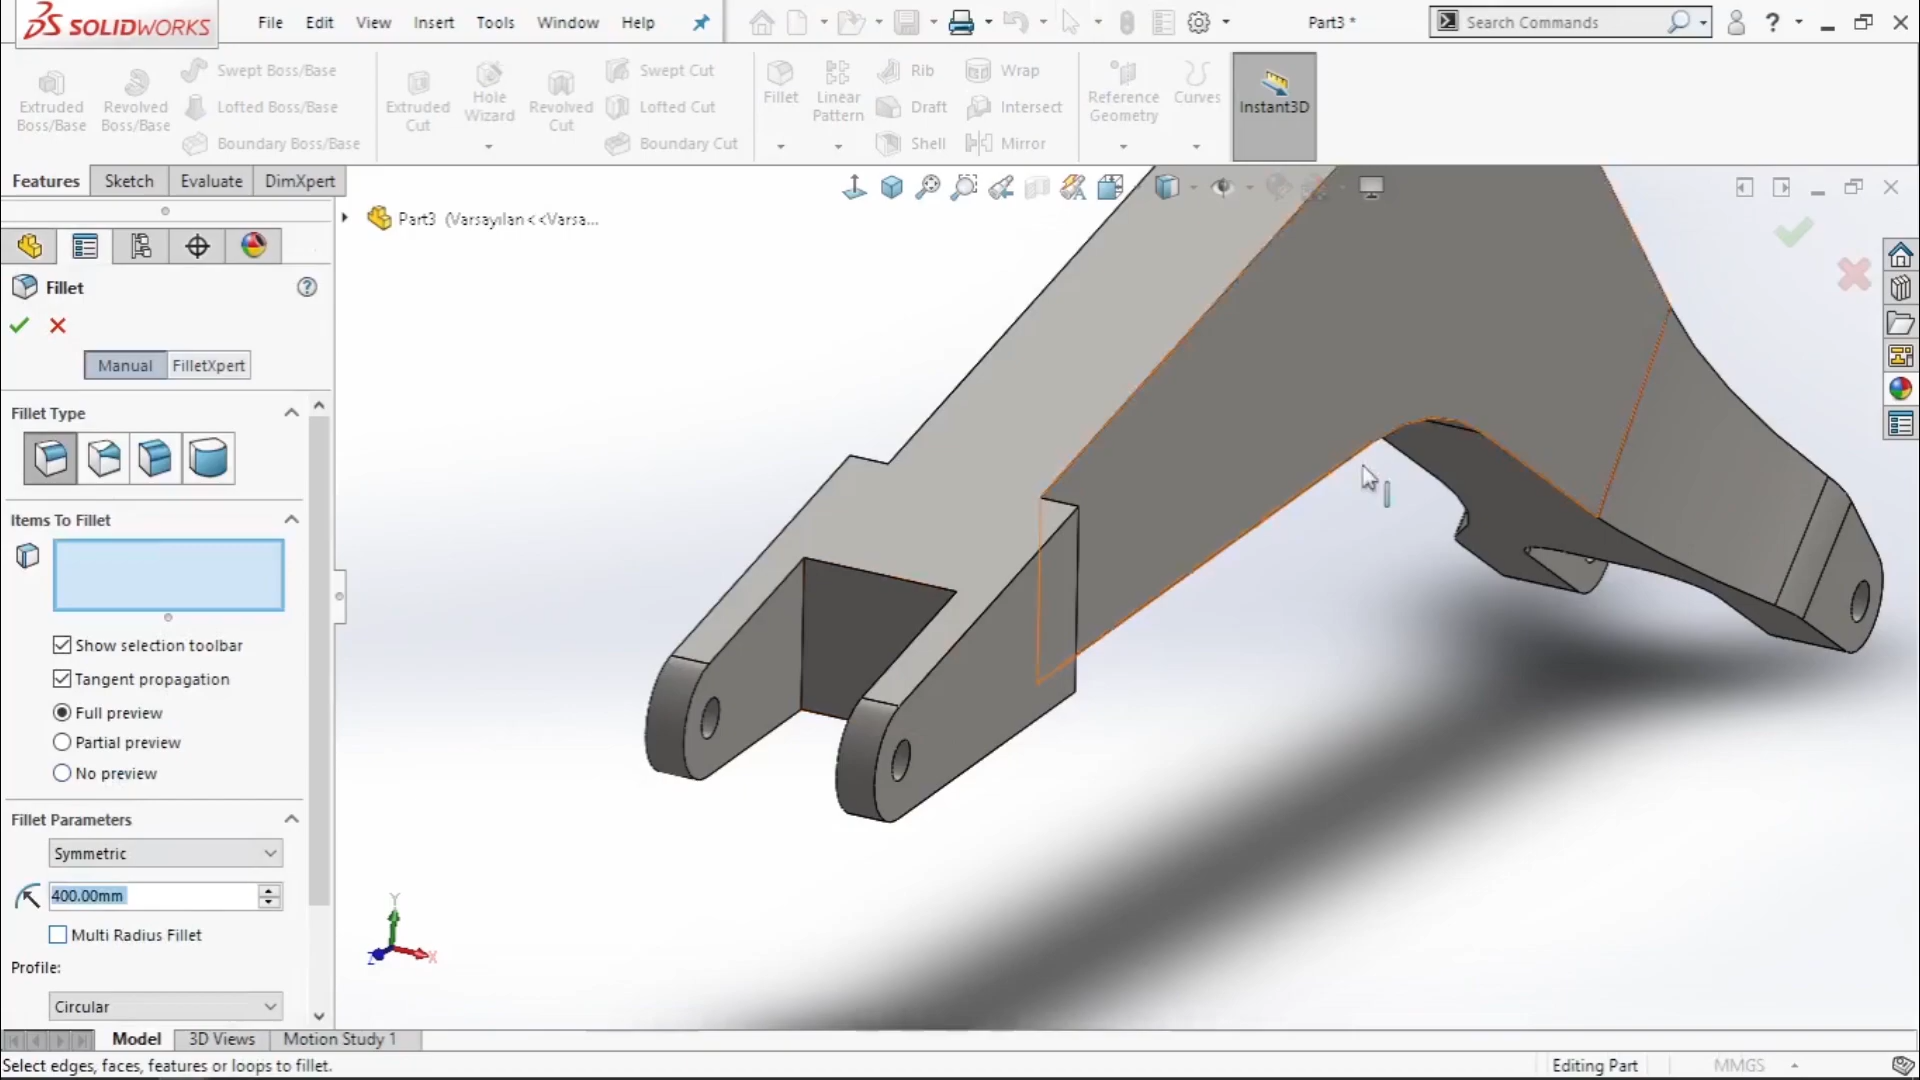 SOLIDWORKS
File Edit View Insert Tools Window Help
Part3 *
Search Commands
Extruded Boss/Base
Revolved Boss/Base
Swept Boss/Base
Lofted Boss/Base
Boundary Boss/Base
Extruded Cut
Hole Wizard
Revolved Cut
Swept Cut
Lofted Cut
Boundary Cut
Fillet
Linear Pattern
Rib
Draft
Shell
Wrap
Intersect
Mirror
Reference Geometry
Curves
Instant3D
Features Sketch Evaluate DimXpert
Part3 (Varsayılan<<Varsa...
Fillet
Manual FilletXpert
Fillet Type
Items To Fillet
Show selection toolbar
Tangent propagation
Full preview
Partial preview
No preview
Fillet Parameters
Symmetric
400.00mm
Multi Radius Fillet
Profile:
Circular
Y
Z X
Model 3D Views Motion Study 1
Select edges, faces, features or loops to fillet.
Editing Part MMGS